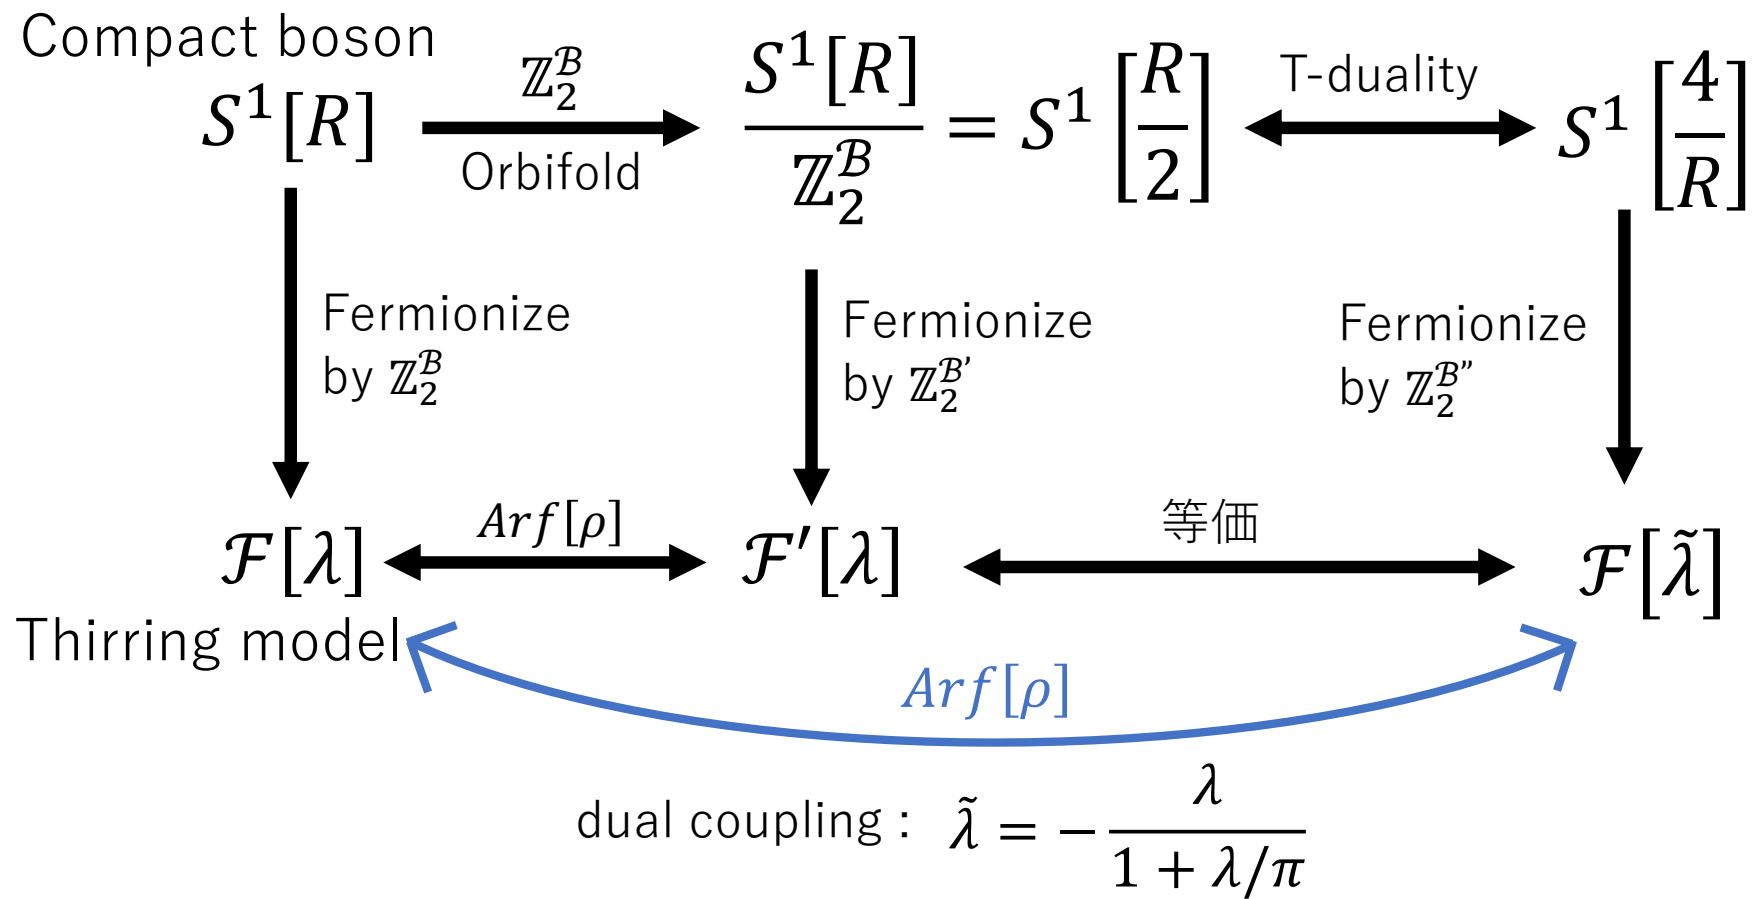 Compact boson
S¹[R]
ℤ₂^ℬ
Orbifold
S¹[R] / ℤ₂^ℬ = S¹[R/2]
T-duality
S¹[4/R]
Fermionize
by ℤ₂^ℬ
Fermionize
by ℤ₂^ℬ’
Fermionize
by ℤ₂^ℬ”
ℱ[λ]
Arf[ρ]
ℱ′[λ]
等価
ℱ[λ̃]
Thirring model
Arf[ρ]
dual coupling : λ̃ = − λ / (1 + λ/π)